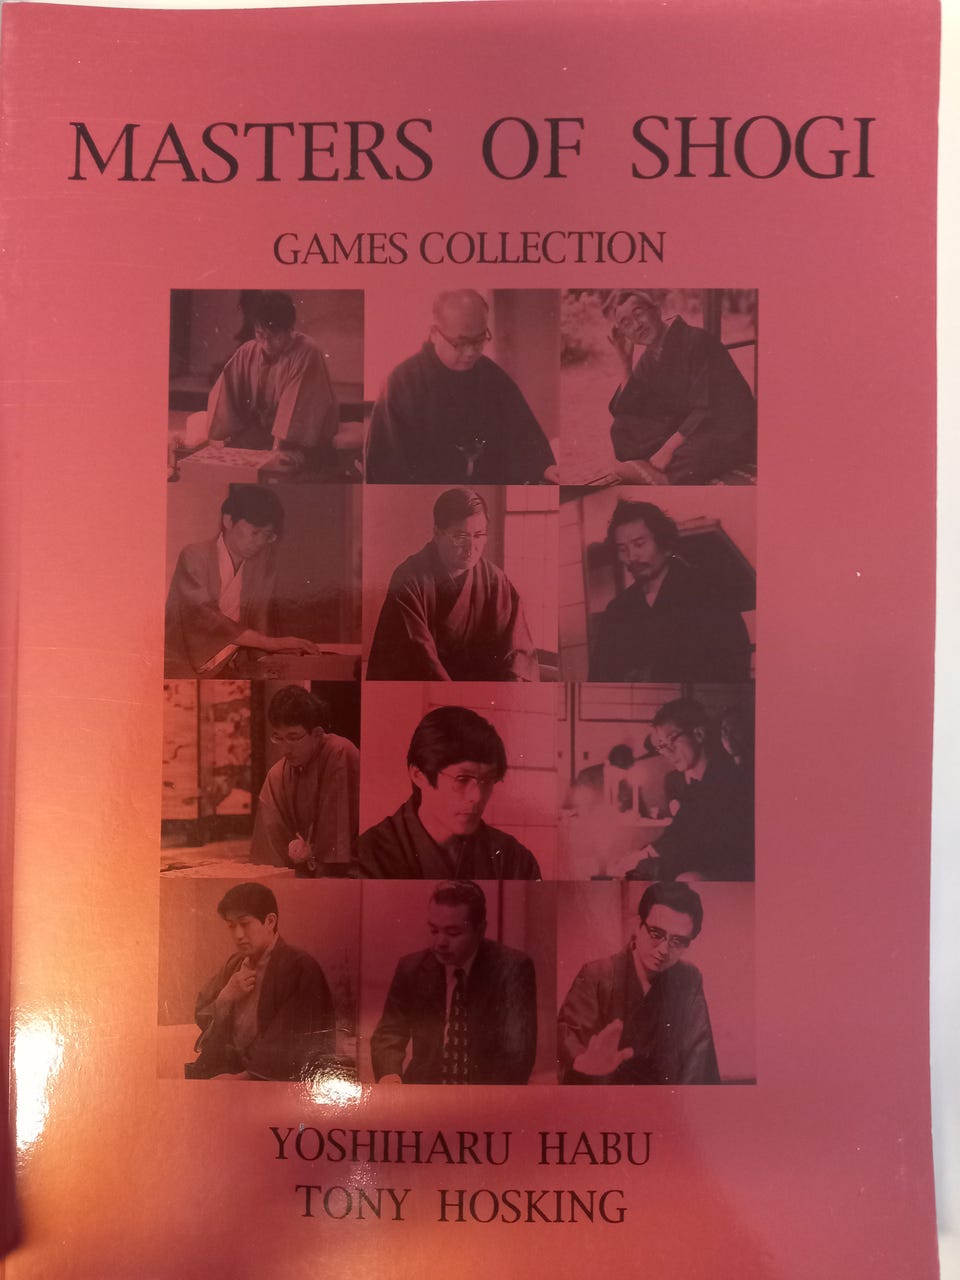 MASTERS OF SHOGI
GAMES COLLECTION
YOSHIHARU HABU
TONY HOSKING